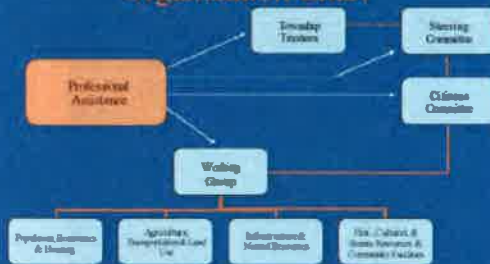 Township
Trustees
Steering
Committee
Professional
Assistance
Citizens
Committee
Working
Group
Population, Economics
& Housing
Agriculture,
Transportation & Land
Use
Infrastructure &
Natural Resources
Historic, Cultural, &
Scenic Resources &
Community Facilities